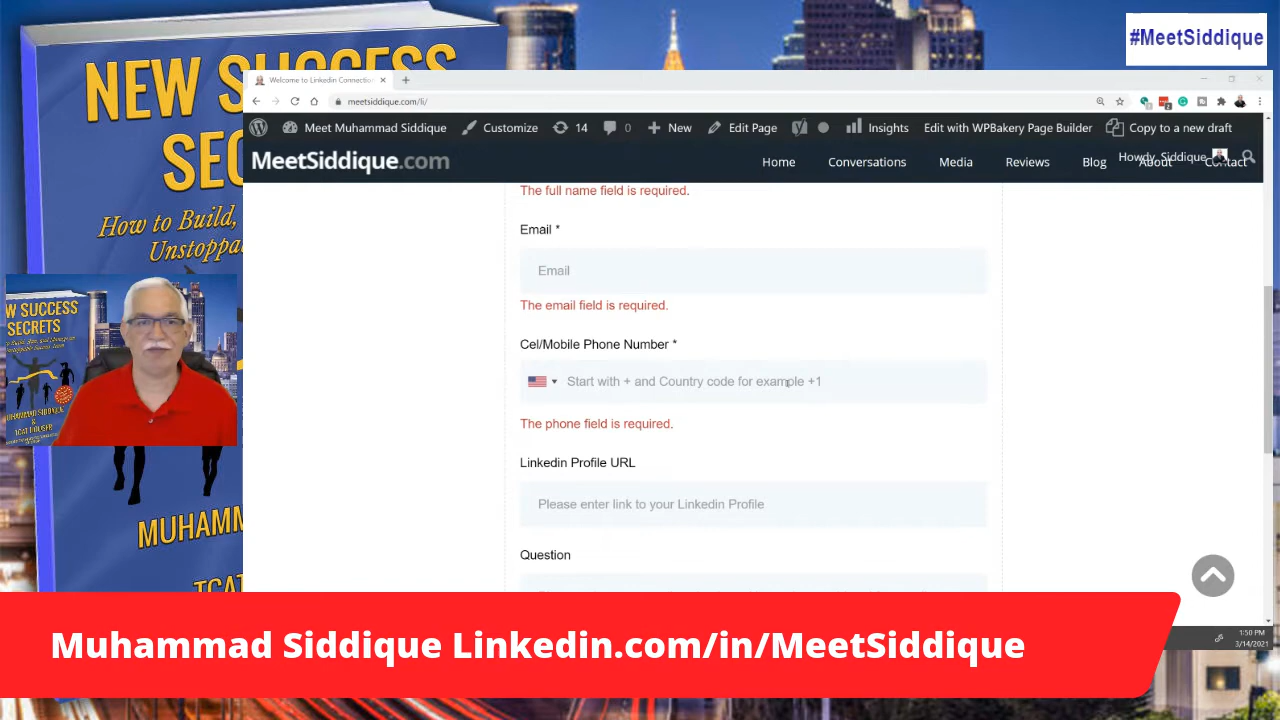 #MeetSiddique
NEW SUCCESS
SEC
How to Build,
Unstoppa
MUHAMM
TCAT
Welcome to Linkedin Connection
meetsiddique.com/li/
Meet Muhammad Siddique
Customize
14
0
New
Edit Page
Insights
Edit with WPBakery Page Builder
Copy to a new draft
Howdy, Siddique
MeetSiddique.com
Home
Conversations
Media
Reviews
Blog
About
Contact
The full name field is required.
Email *
Email
The email field is required.
Cel/Mobile Phone Number *
Start with + and Country code for example +1
The phone field is required.
Linkedin Profile URL
Please enter link to your Linkedin Profile
Question
W SUCCESS
SECRETS
MUHAMMAD SIDDIQUE
&
TCAT HOUSER
1:50 PM
3/14/2021
Muhammad Siddique Linkedin.com/in/MeetSiddique